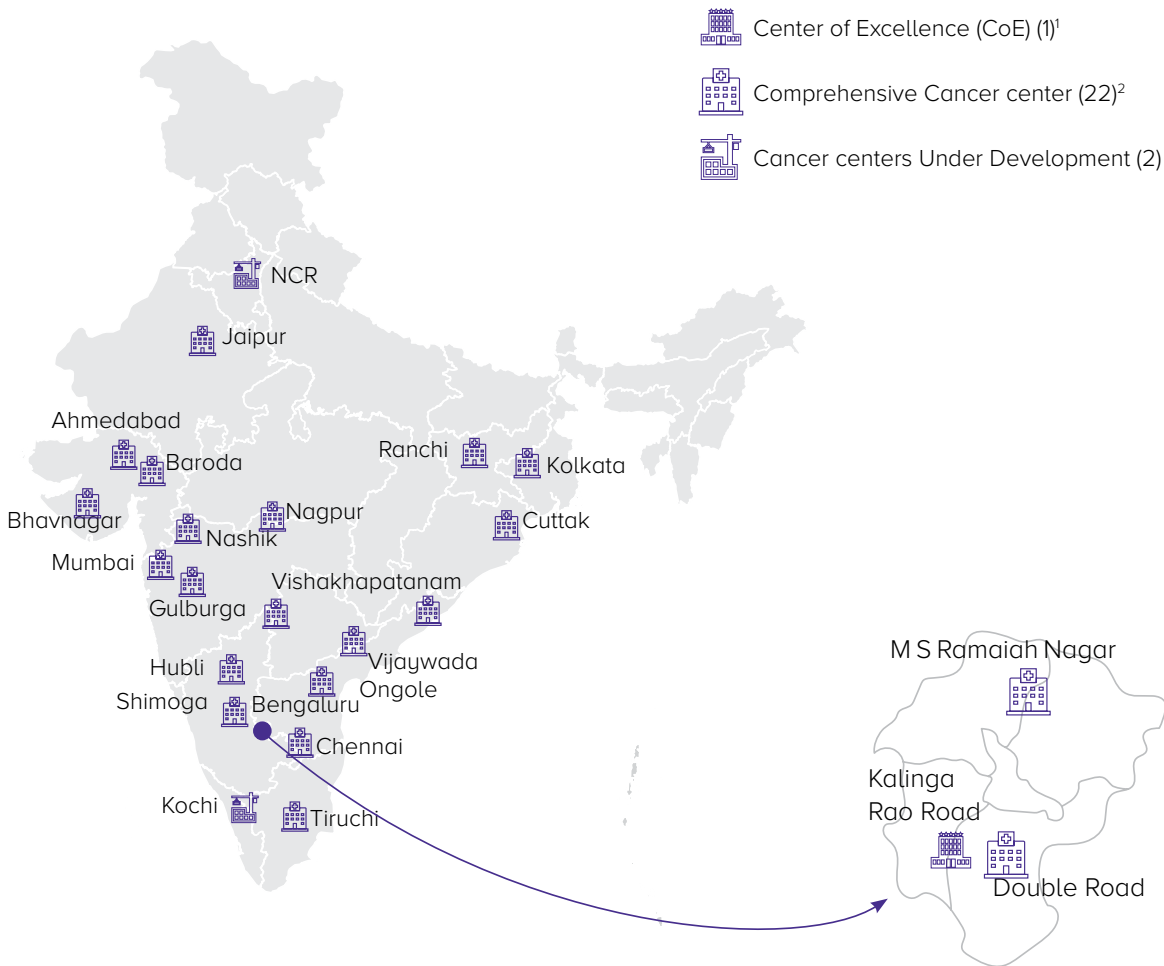 Center of Excellence (CoE) (1)¹
Comprehensive Cancer center (22)²
Cancer centers Under Development (2)
NCR
Jaipur
Ahmedabad
Baroda
Ranchi
Kolkata
Bhavnagar
Nagpur
Cuttak
Nashik
Mumbai
Vishakhapatanam
Gulburga
Hubli
Vijaywada
Ongole
Shimoga
Bengaluru
Chennai
Kochi
Tiruchi
M S Ramaiah Nagar
Kalinga
Rao Road
Double Road